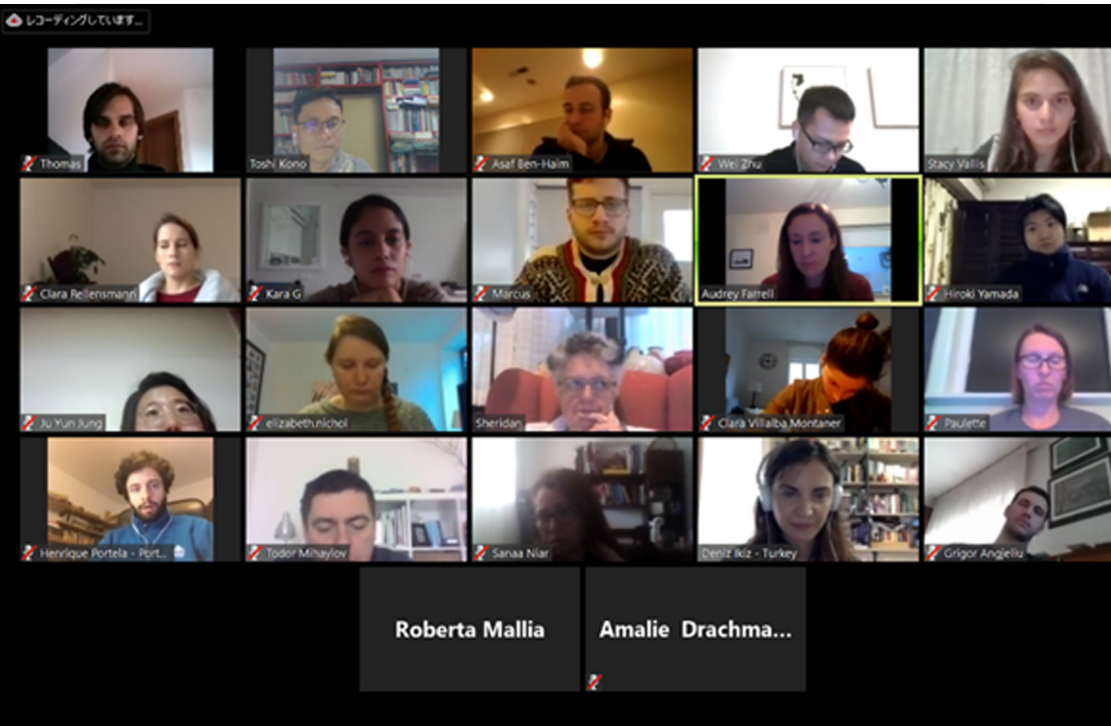 レコーディングしています...
Thomas
Toshi Kono
Asaf Ben-Haim
Wei Zhu
Stacy Vallis
Clara Rellensmann
Kara G
Marcus
Audrey Farrell
Hiroki Yamada
Ju Yun Jung
elizabeth.nichol
Sheridan
Clara Villalba Montaner
Paulette
Henrique Portela - Port...
Todor Mihaylov
Sanaa Niar
Deniz Ikiz - Turkey
Grigor Angjeliu
Roberta Mallia
Amalie Drachma...